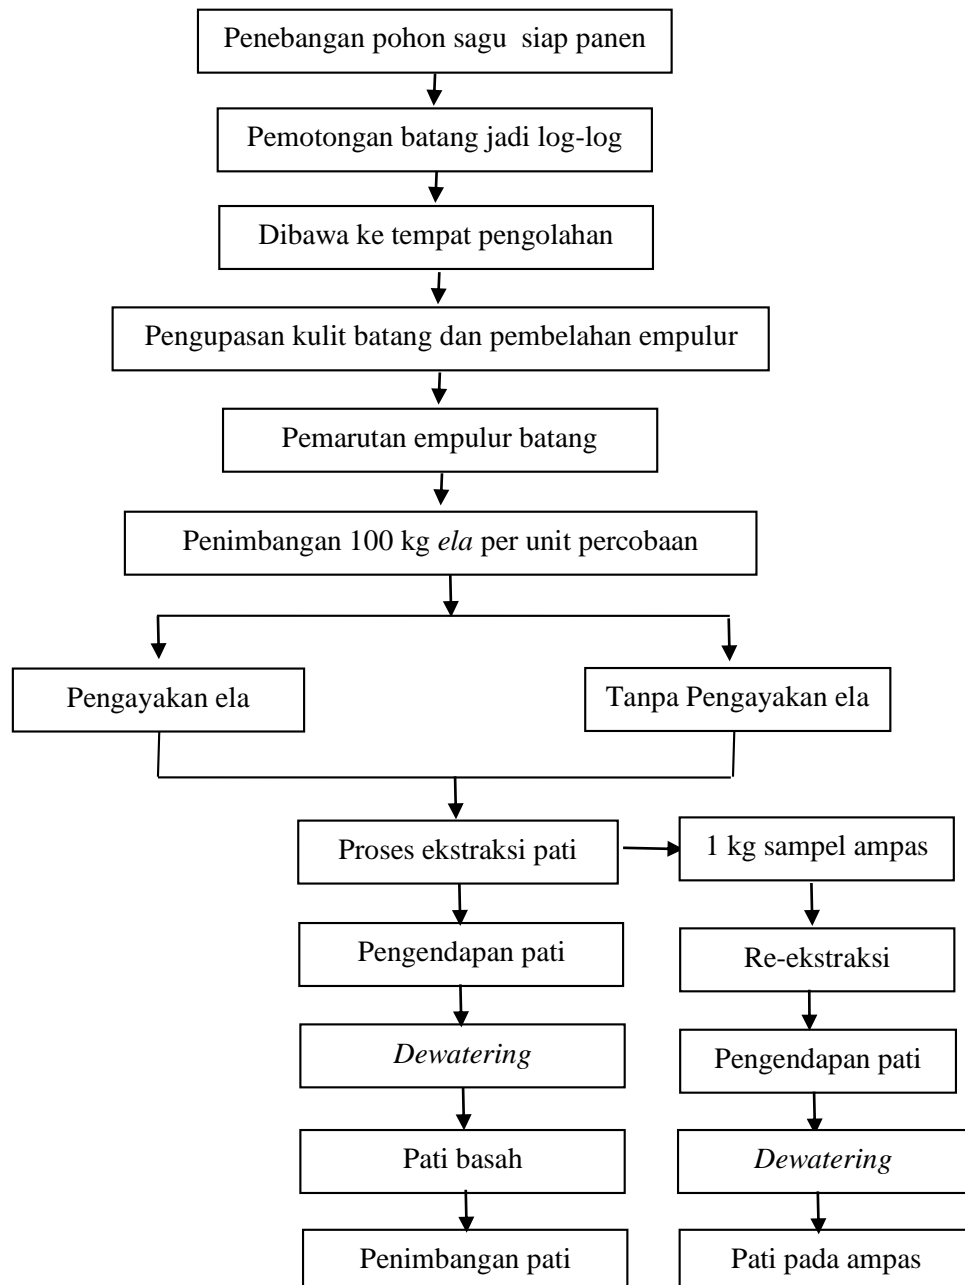 Penebangan pohon sagu siap panen
Pemotongan batang jadi log-log
Dibawa ke tempat pengolahan
Pengupasan kulit batang dan pembelahan empulur
Pemarutan empulur batang
Penimbangan 100 kg ela per unit percobaan
Pengayakan ela
Tanpa Pengayakan ela
Proses ekstraksi pati
1 kg sampel ampas
Pengendapan pati
Re-ekstraksi
Dewatering
Pengendapan pati
Pati basah
Dewatering
Penimbangan pati
Pati pada ampas